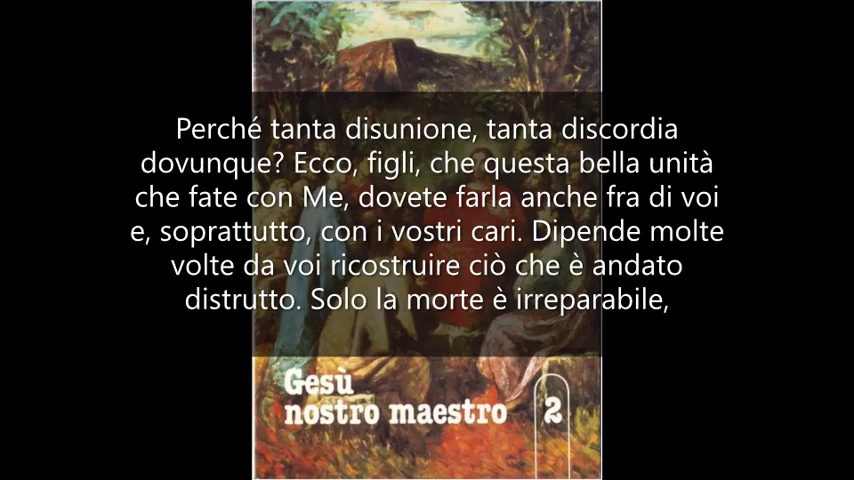 Perché tanta disunione, tanta discordia
dovunque? Ecco, figli, che questa bella unità
che fate con Me, dovete farla anche fra di voi
e, soprattutto, con i vostri cari. Dipende molte
volte da voi ricostruire ciò che è andato
distrutto. Solo la morte è irreparabile,
Gesù
nostro maestro 2